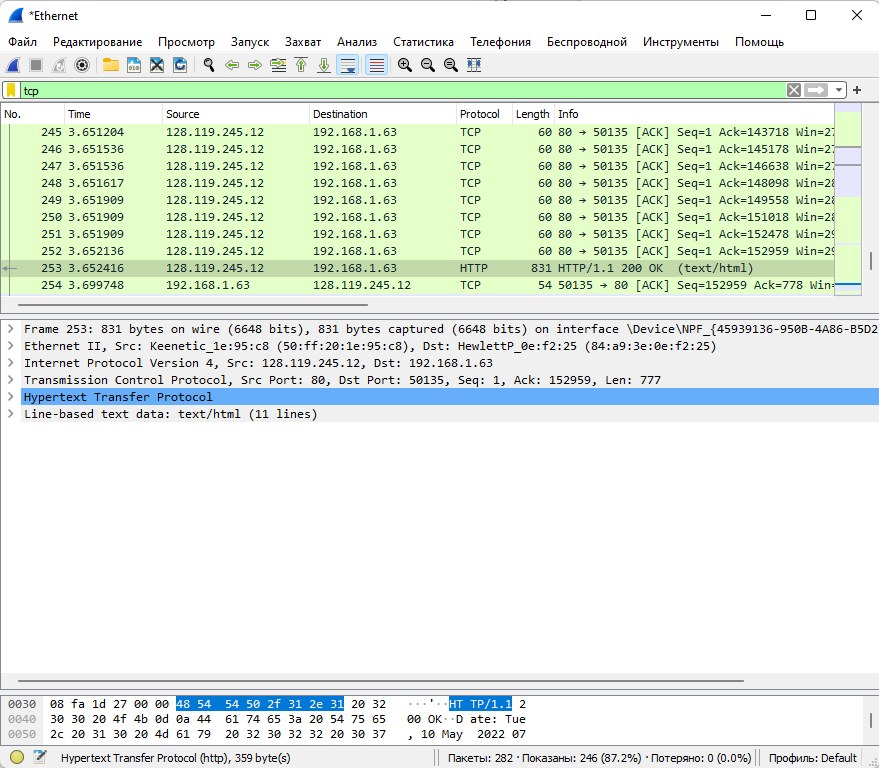 *Ethernet
Файл Редактирование Просмотр Запуск Захват Анализ Статистика Телефония Беспроводной Инструменты Помощь
tcp
No. Time Source Destination Protocol Length Info
245 3.651204 128.119.245.12 192.168.1.63 TCP 60 80 → 50135 [ACK] Seq=1 Ack=143718 Win=27
246 3.651536 128.119.245.12 192.168.1.63 TCP 60 80 → 50135 [ACK] Seq=1 Ack=145178 Win=27
247 3.651536 128.119.245.12 192.168.1.63 TCP 60 80 → 50135 [ACK] Seq=1 Ack=146638 Win=27
248 3.651617 128.119.245.12 192.168.1.63 TCP 60 80 → 50135 [ACK] Seq=1 Ack=148098 Win=28
249 3.651909 128.119.245.12 192.168.1.63 TCP 60 80 → 50135 [ACK] Seq=1 Ack=149558 Win=28
250 3.651909 128.119.245.12 192.168.1.63 TCP 60 80 → 50135 [ACK] Seq=1 Ack=151018 Win=28
251 3.651909 128.119.245.12 192.168.1.63 TCP 60 80 → 50135 [ACK] Seq=1 Ack=152478 Win=29
252 3.652136 128.119.245.12 192.168.1.63 TCP 60 80 → 50135 [ACK] Seq=1 Ack=152959 Win=29
253 3.652416 128.119.245.12 192.168.1.63 HTTP 831 HTTP/1.1 200 OK (text/html)
254 3.699748 192.168.1.63 128.119.245.12 TCP 54 50135 → 80 [ACK] Seq=152959 Ack=778 Win=
Frame 253: 831 bytes on wire (6648 bits), 831 bytes captured (6648 bits) on interface \Device\NPF_{45939136-950B-4A86-B5D2
Ethernet II, Src: Keenetic_1e:95:c8 (50:ff:20:1e:95:c8), Dst: HewlettP_0e:f2:25 (84:a9:3e:0e:f2:25)
Internet Protocol Version 4, Src: 128.119.245.12, Dst: 192.168.1.63
Transmission Control Protocol, Src Port: 80, Dst Port: 50135, Seq: 1, Ack: 152959, Len: 777
Hypertext Transfer Protocol
Line-based text data: text/html (11 lines)
0030 08 fa 1d 27 00 00 48 54 54 50 2f 31 2e 31 20 32 ···'··HT TP/1.1 2
0040 30 30 20 4f 4b 0d 0a 44 61 74 65 3a 20 54 75 65 00 OK··D ate: Tue
0050 2c 20 31 30 20 4d 61 79 20 32 30 32 32 20 30 37 , 10 May 2022 07
Hypertext Transfer Protocol (http), 359 byte(s) Пакеты: 282 · Показаны: 246 (87.2%) · Потеряно: 0 (0.0%) Профиль: Default